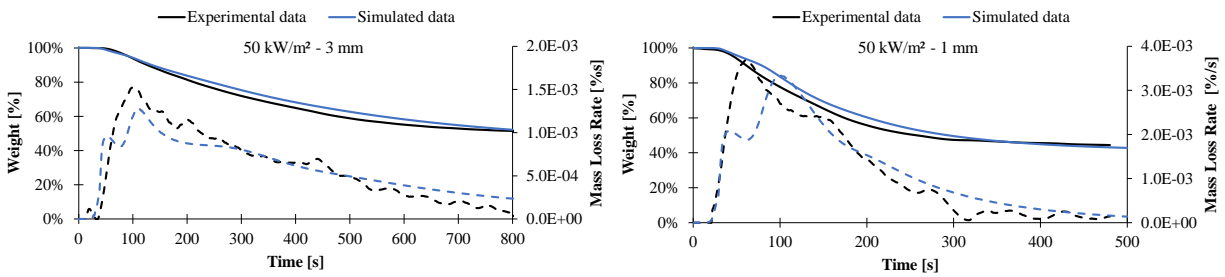 Experimental data Simulated data
50 kW/m² - 3 mm
Weight [%]
100%
80%
60%
40%
20%
0%
2.0E-03
1.5E-03
1.0E-03
5.0E-04
0.0E+00
Mass Loss Rate [%s]
0 100 200 300 400 500 600 700 800
Time [s]
Experimental data Simulated data
50 kW/m² - 1 mm
Weight [%]
100%
80%
60%
40%
20%
0%
4.0E-03
3.0E-03
2.0E-03
1.0E-03
0.0E+00
Mass Loss Rate [%/s]
0 100 200 300 400 500
Time [s]